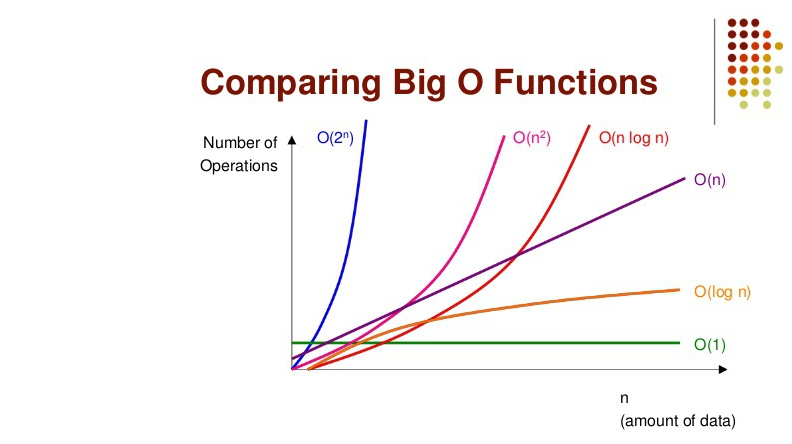 Comparing Big O Functions
Number of
Operations
O(2ⁿ)
O(n²)
O(n log n)
O(n)
O(log n)
O(1)
n
(amount of data)